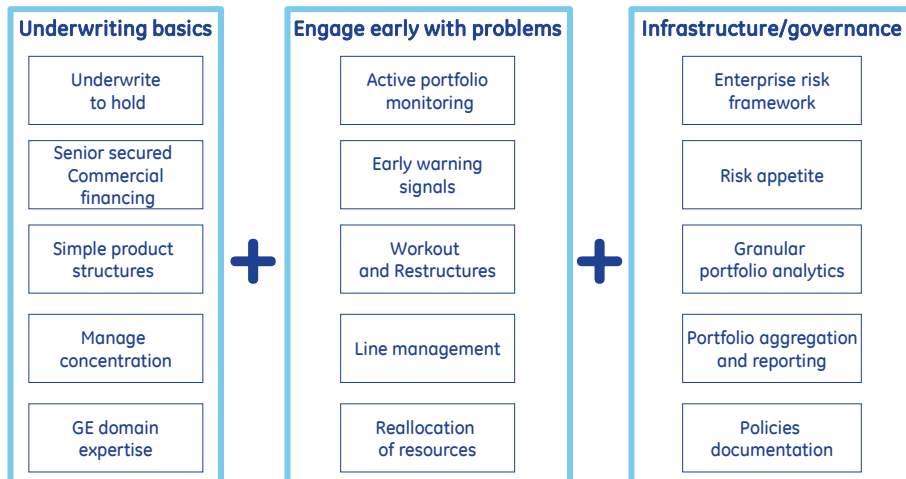 Underwriting basics
Underwrite
to hold
Senior secured
Commercial
financing
Simple product
structures
Manage
concentration
GE domain
expertise
Engage early with problems
Active portfolio
monitoring
Early warning
signals
Workout
and Restructures
Line management
Reallocation
of resources
Infrastructure/governance
Enterprise risk
framework
Risk appetite
Granular
portfolio analytics
Portfolio aggregation
and reporting
Policies
documentation